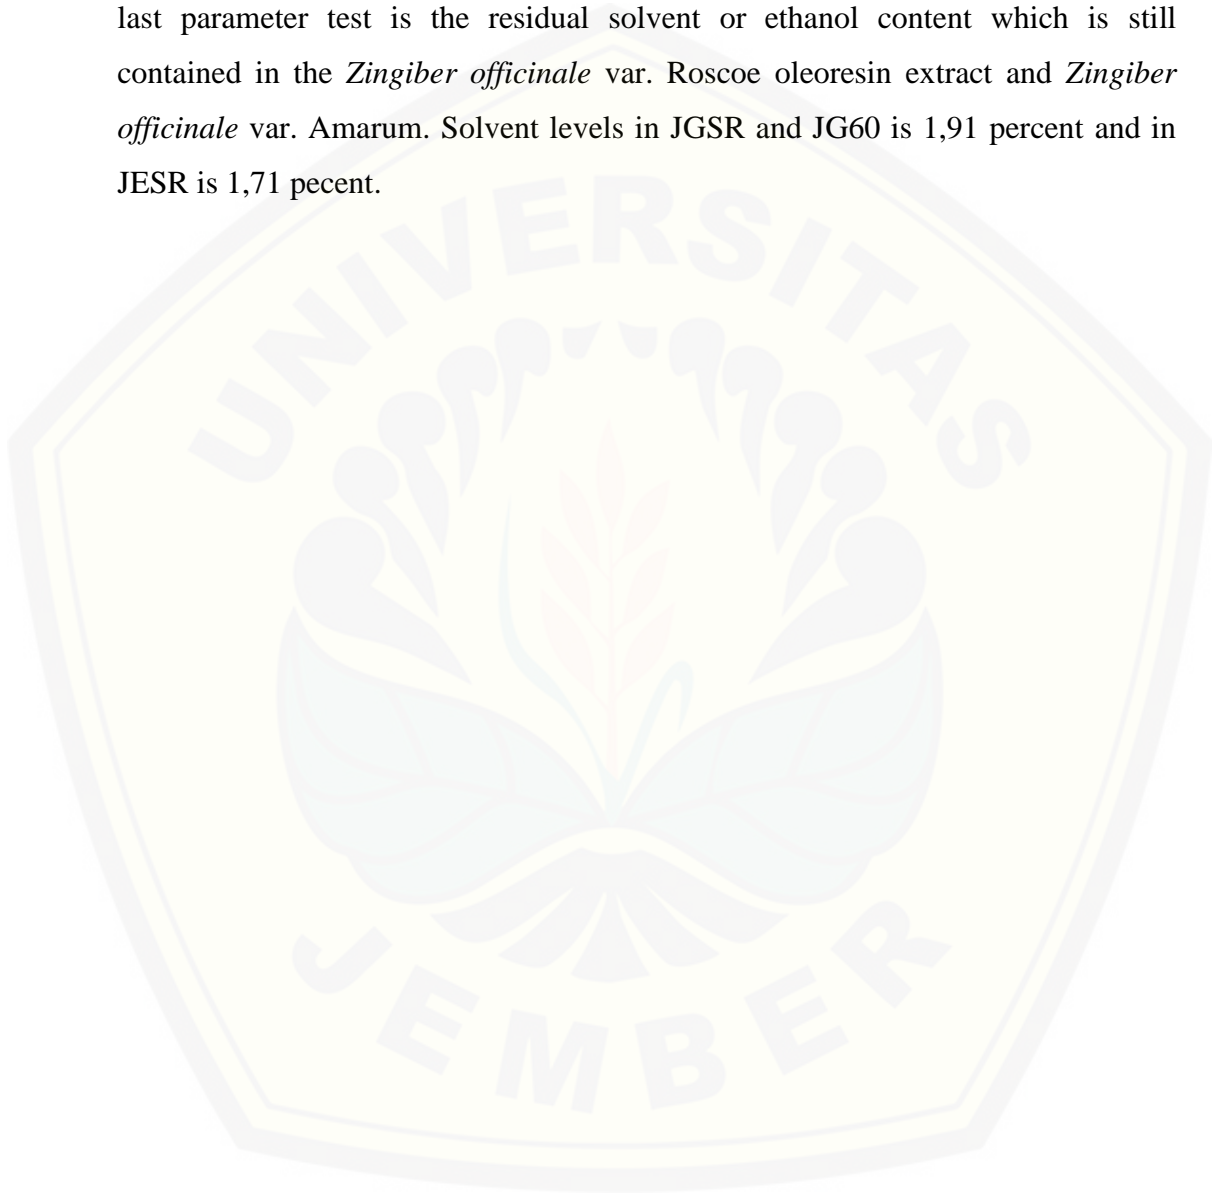 last parameter test is the residual solvent or ethanol content which is still
contained in the Zingiber officinale var. Roscoe oleoresin extract and Zingiber
officinale var. Amarum. Solvent levels in JGSR and JG60 is 1,91 percent and in
JESR is 1,71 pecent.
UNIVERSITAS
JEMBER